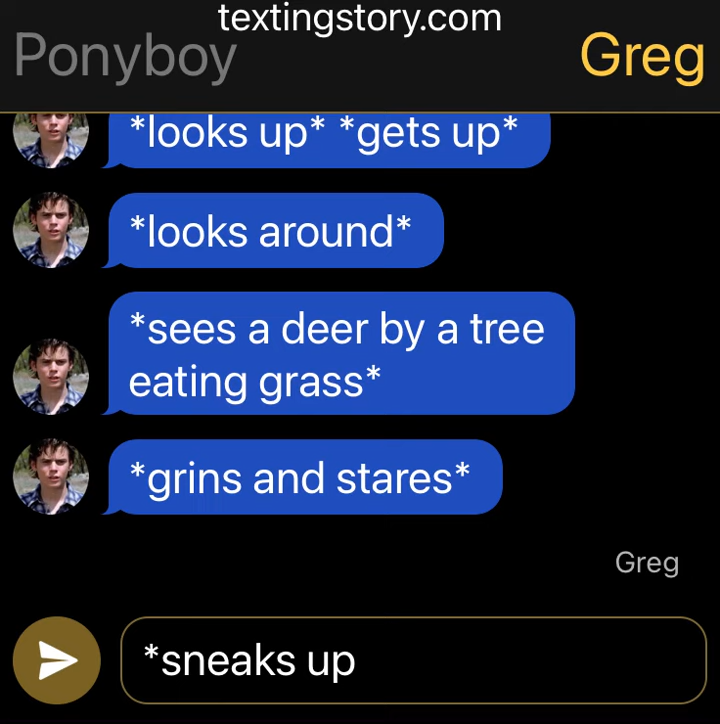 textingstory.com
Ponyboy
Greg
*looks up* *gets up*
*looks around*
*sees a deer by a tree
eating grass*
*grins and stares*
Greg
*sneaks up